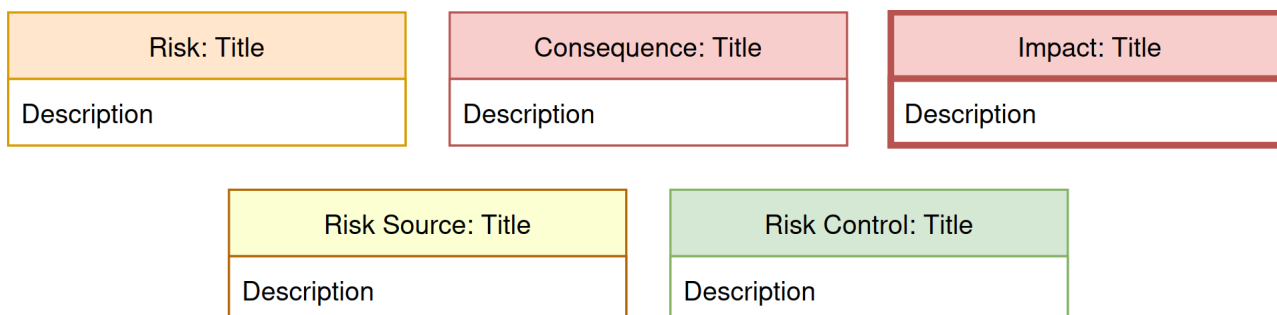 Risk: Title
Description
Consequence: Title
Description
Impact: Title
Description
Risk Source: Title
Description
Risk Control: Title
Description